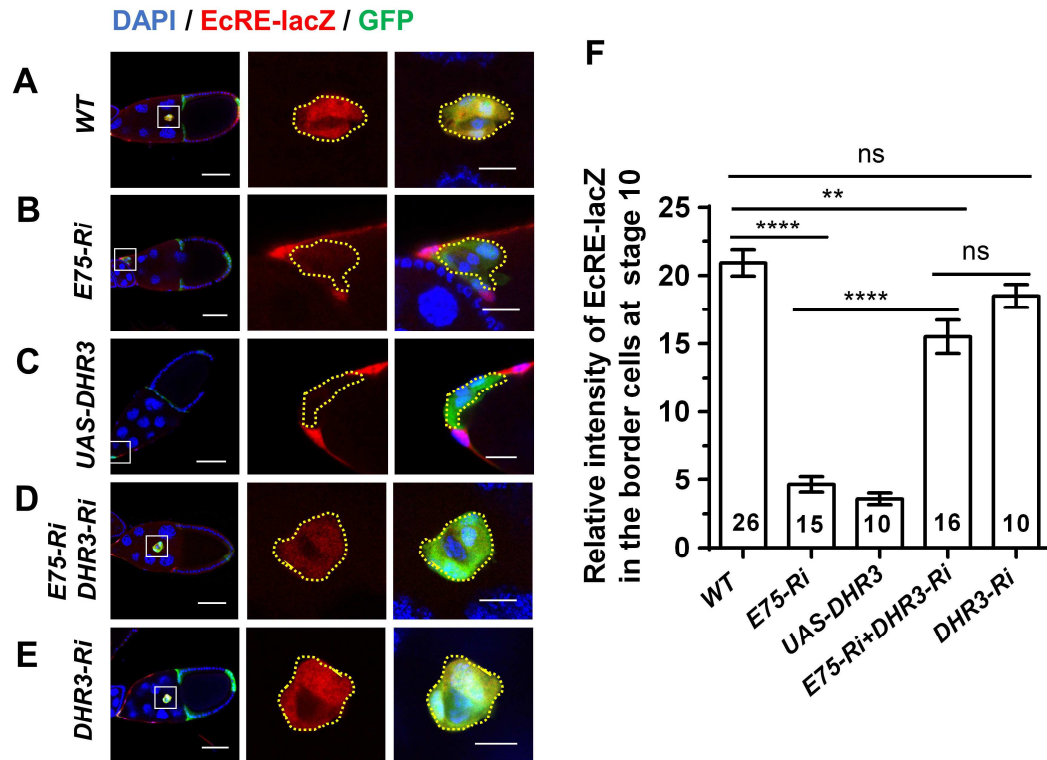 DAPI / EcRE-lacZ / GFP
A
WT
B
E75-Ri
C
UAS-DHR3
D
E75-Ri
DHR3-Ri
E
DHR3-Ri
F
Relative intensity of EcRE-lacZ
in the border cells at stage 10
ns
**
****
ns
****
25
20
15
10
5
0
26
15
10
16
10
WT
E75-Ri
UAS-DHR3
E75-Ri+DHR3-Ri
DHR3-Ri